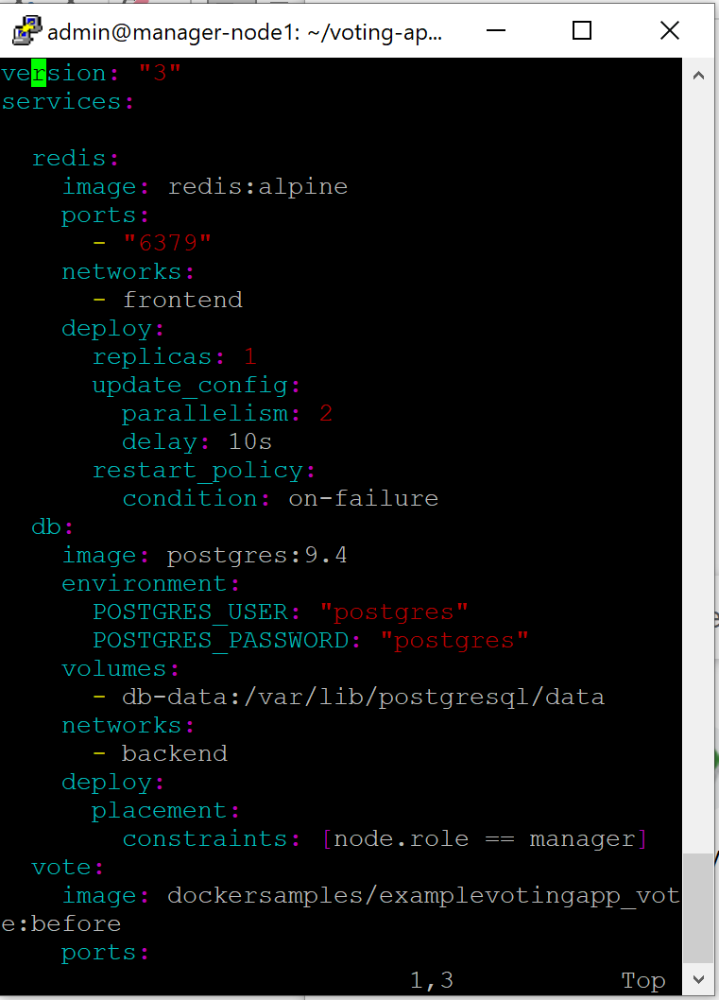 admin@manager-node1: ~/voting-ap...
version: "3"
services:
redis:
image: redis:alpine
ports:
- "6379"
networks:
- frontend
deploy:
replicas: 1
update_config:
parallelism: 2
delay: 10s
restart_policy:
condition: on-failure
db:
image: postgres:9.4
environment:
POSTGRES_USER: "postgres"
POSTGRES_PASSWORD: "postgres"
volumes:
- db-data:/var/lib/postgresql/data
networks:
- backend
deploy:
placement:
constraints: [node.role == manager]
vote:
image: dockersamples/examplevotingapp_vot
e:before
ports:
1,3 Top